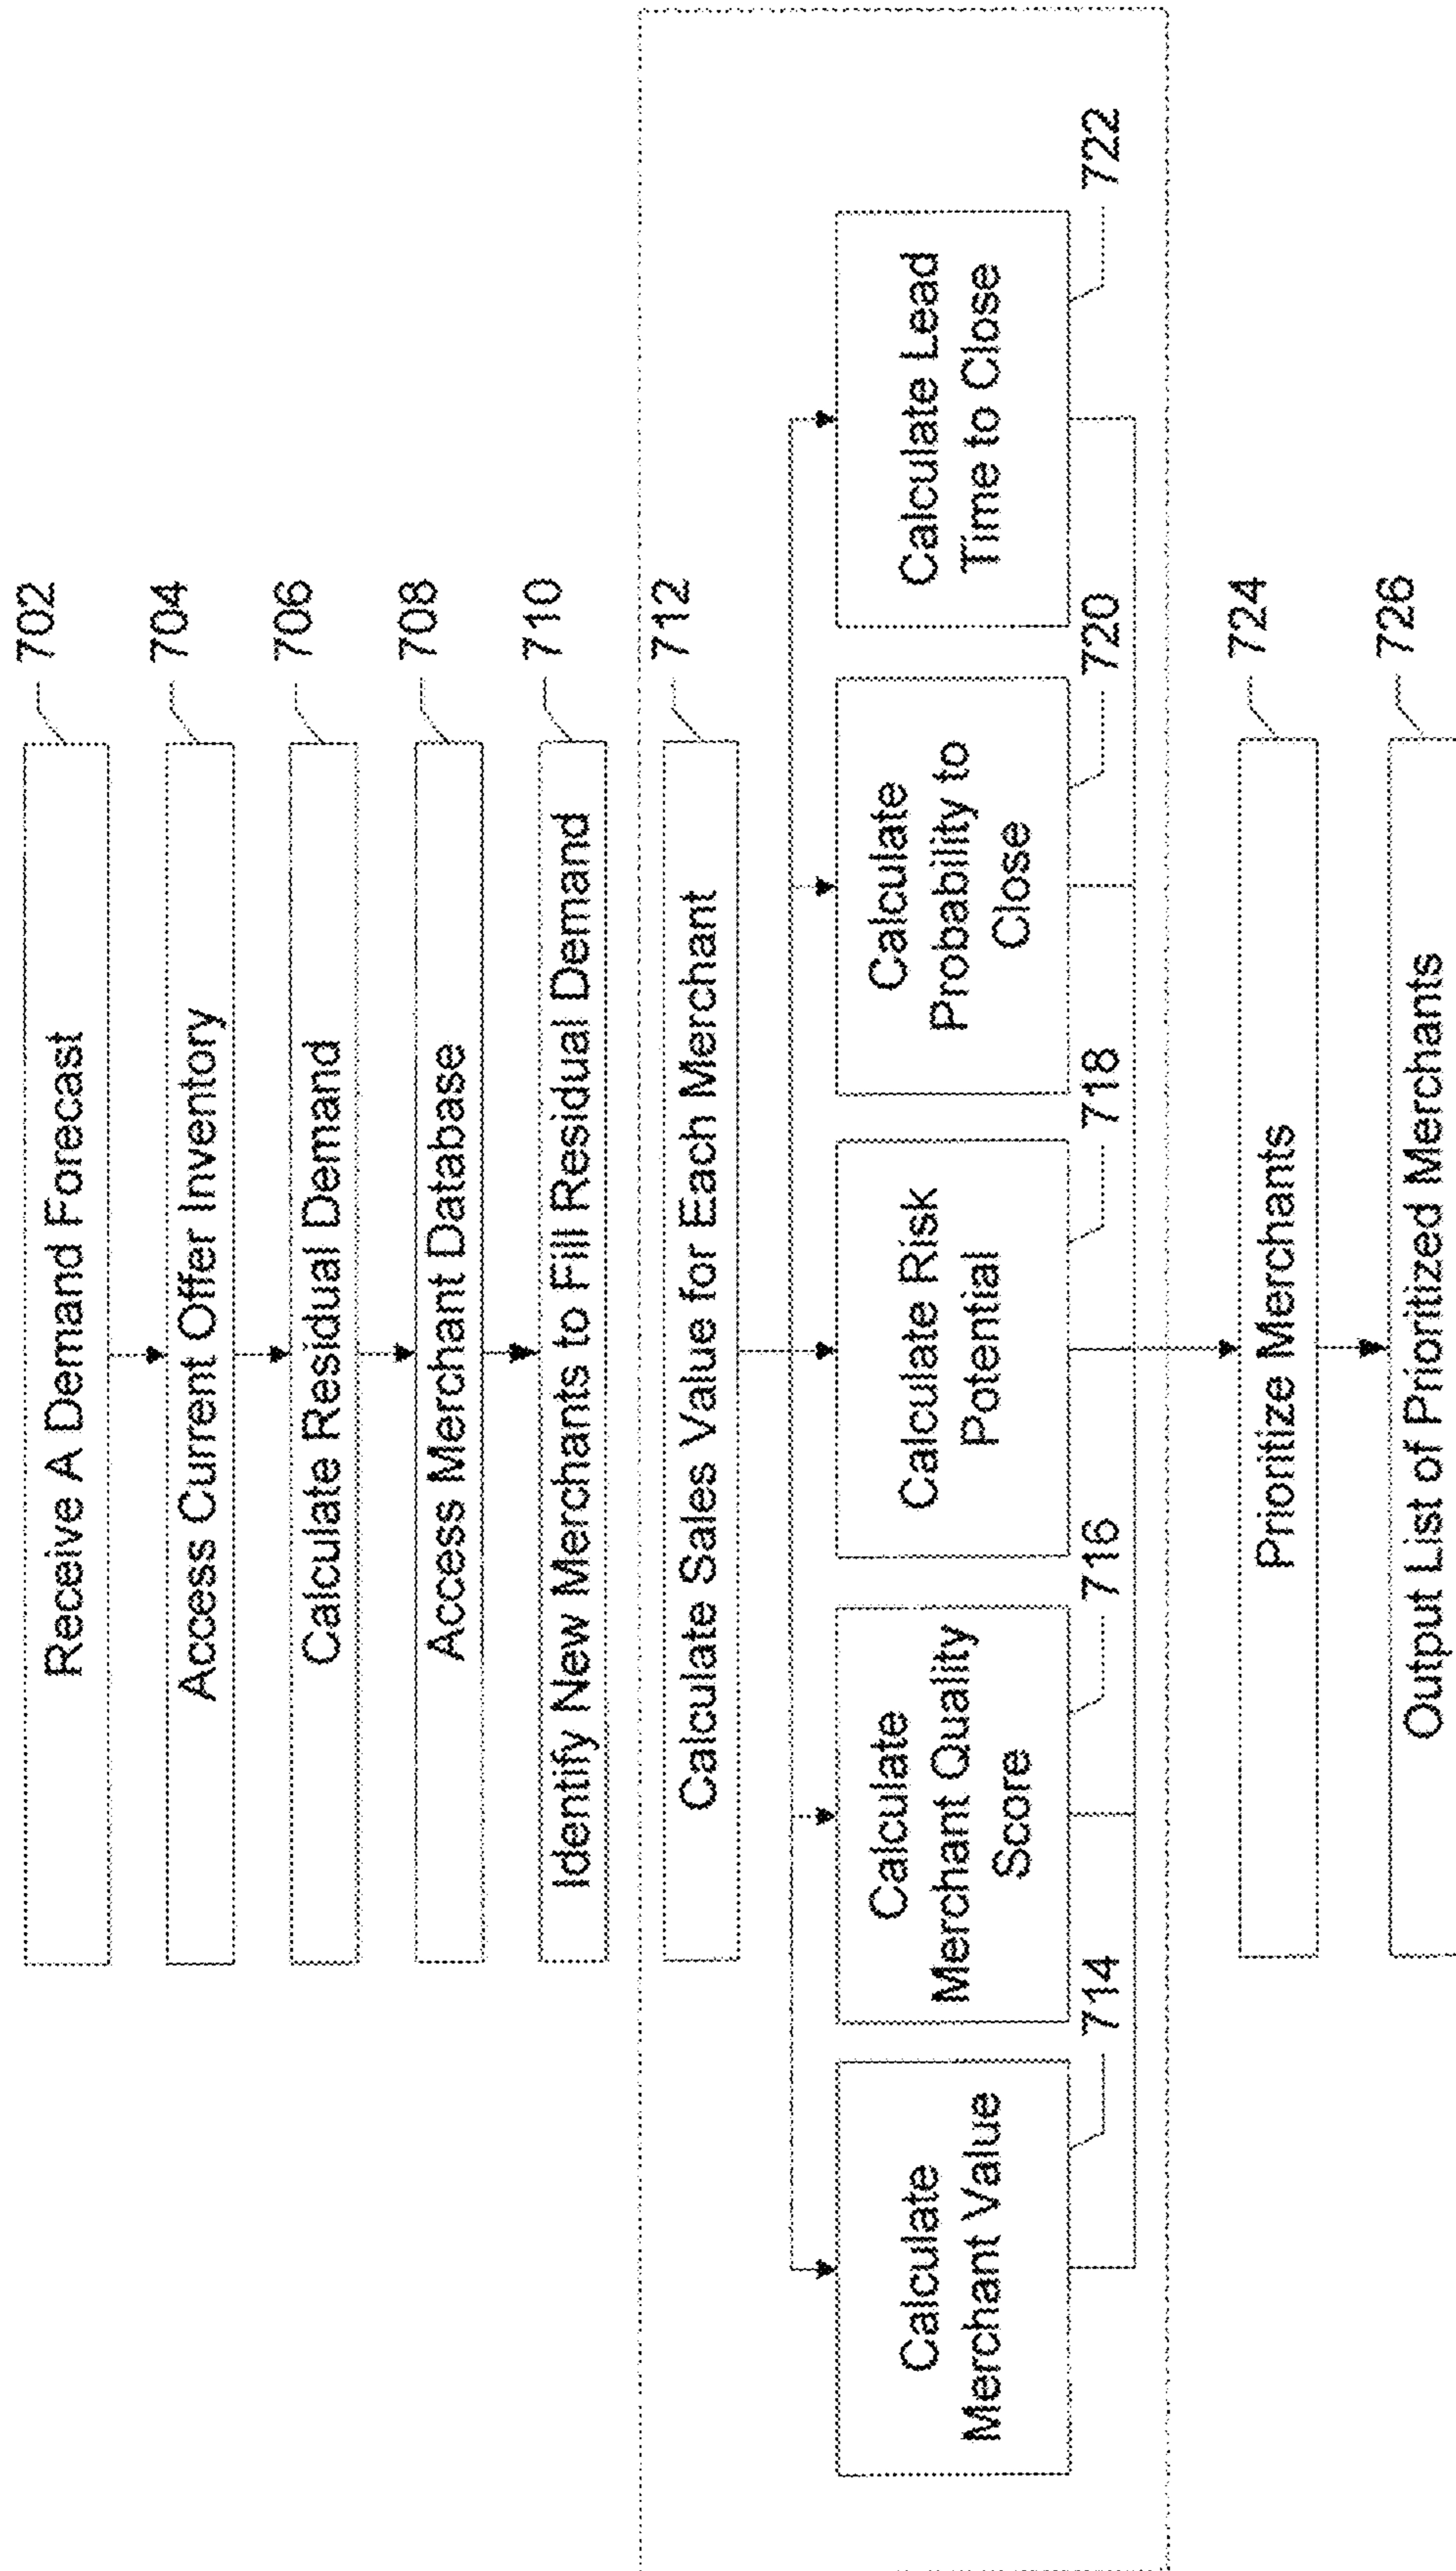 Receive A Demand Forecast
702
Access Current Offer Inventory
704
Calculate Residual Demand
706
Access Merchant Database
708
Identify New Merchants to Fill Residual Demand
710
Calculate Sales Value for Each Merchant
712
Calculate
Merchant Value
714
Calculate
Merchant Quality
Score
716
Calculate Risk
Potential
718
Calculate
Probability to
Close
720
Calculate Lead
Time to Close
722
Prioritize Merchants
724
Output List of Prioritized Merchants
726